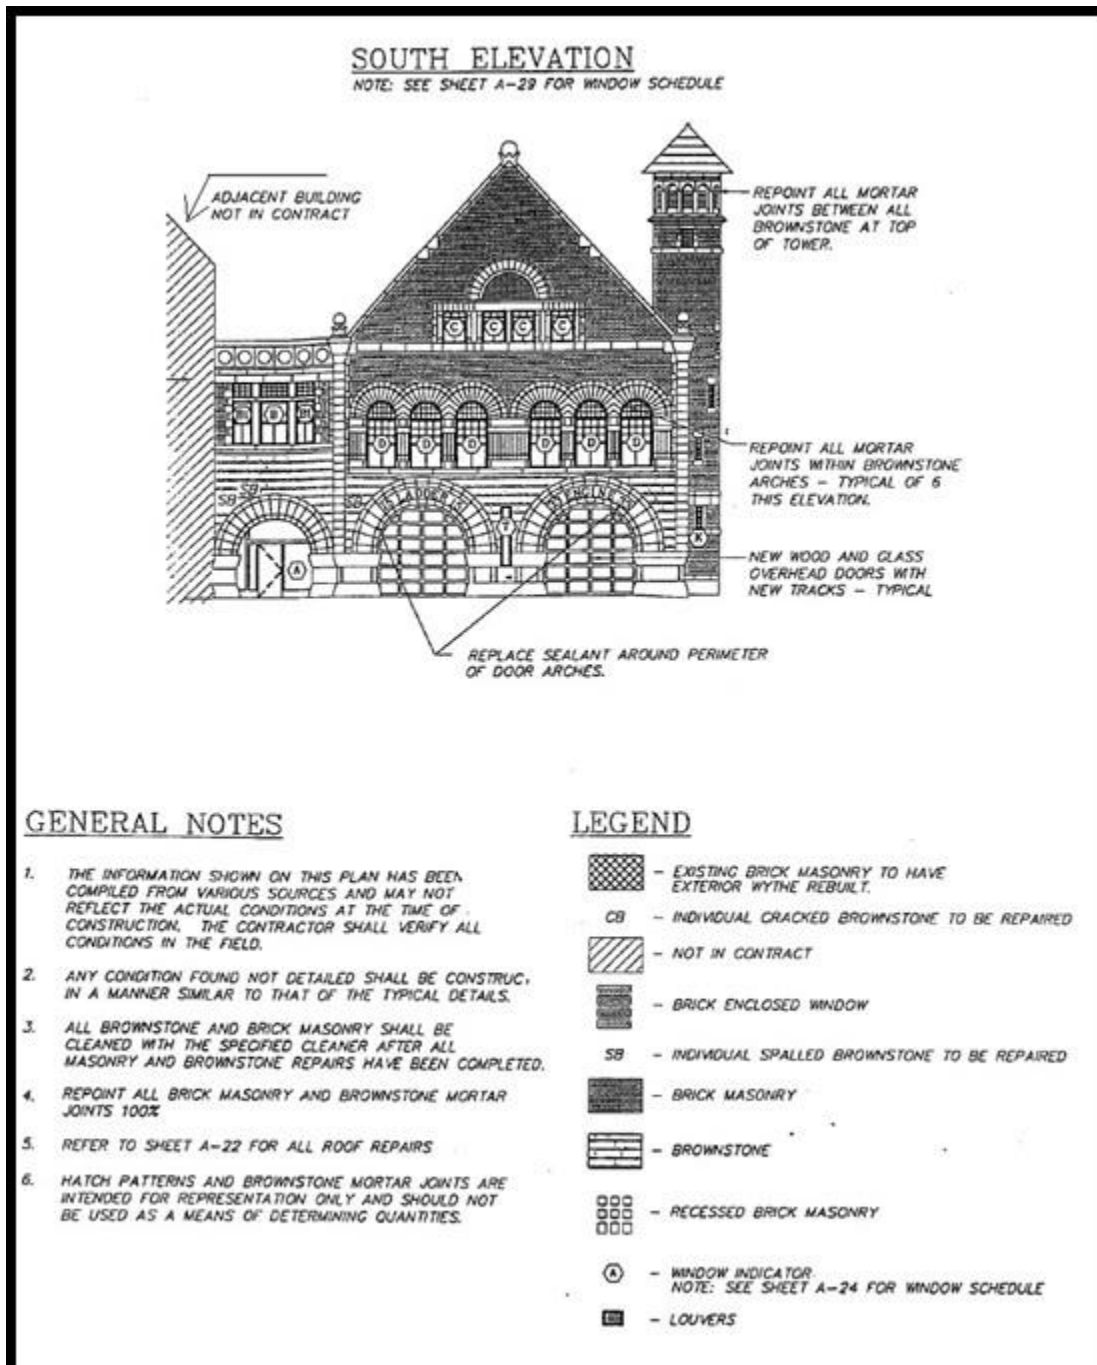 SOUTH ELEVATION
NOTE: SEE SHEET A-29 FOR WINDOW SCHEDULE
ADJACENT BUILDING
NOT IN CONTRACT
REPOINT ALL MORTAR
JOINTS BETWEEN ALL
BROWNSTONE AT TOP
OF TOWER.
C C C C
B1 B B1
D D D D D D
REPOINT ALL MORTAR
JOINTS WITHIN BROWNSTONE
ARCHES - TYPICAL OF 6
THIS ELEVATION.
SB SB SB
LADDER
ENGINE
K
A
NEW WOOD AND GLASS
OVERHEAD DOORS WITH
NEW TRACKS - TYPICAL
REPLACE SEALANT AROUND PERIMETER
OF DOOR ARCHES.
GENERAL NOTES
1. THE INFORMATION SHOWN ON THIS PLAN HAS BEEN
COMPILED FROM VARIOUS SOURCES AND MAY NOT
REFLECT THE ACTUAL CONDITIONS AT THE TIME OF
CONSTRUCTION. THE CONTRACTOR SHALL VERIFY ALL
CONDITIONS IN THE FIELD.
2. ANY CONDITION FOUND NOT DETAILED SHALL BE CONSTRUC
IN A MANNER SIMILAR TO THAT OF THE TYPICAL DETAILS.
3. ALL BROWNSTONE AND BRICK MASONRY SHALL BE
CLEANED WITH THE SPECIFIED CLEANER AFTER ALL
MASONRY AND BROWNSTONE REPAIRS HAVE BEEN COMPLETED.
4. REPOINT ALL BRICK MASONRY AND BROWNSTONE MORTAR
JOINTS 100%
5. REFER TO SHEET A-22 FOR ALL ROOF REPAIRS
6. HATCH PATTERNS AND BROWNSTONE MORTAR JOINTS ARE
INTENDED FOR REPRESENTATION ONLY AND SHOULD NOT
BE USED AS A MEANS OF DETERMINING QUANTITIES.
LEGEND
- EXISTING BRICK MASONRY TO HAVE
EXTERIOR WYTHE REBUILT.
CB - INDIVIDUAL CRACKED BROWNSTONE TO BE REPAIRED
- NOT IN CONTRACT
- BRICK ENCLOSED WINDOW
SB - INDIVIDUAL SPALLED BROWNSTONE TO BE REPAIRED
- BRICK MASONRY
- BROWNSTONE
- RECESSED BRICK MASONRY
A - WINDOW INDICATOR
NOTE: SEE SHEET A-24 FOR WINDOW SCHEDULE
- LOUVERS